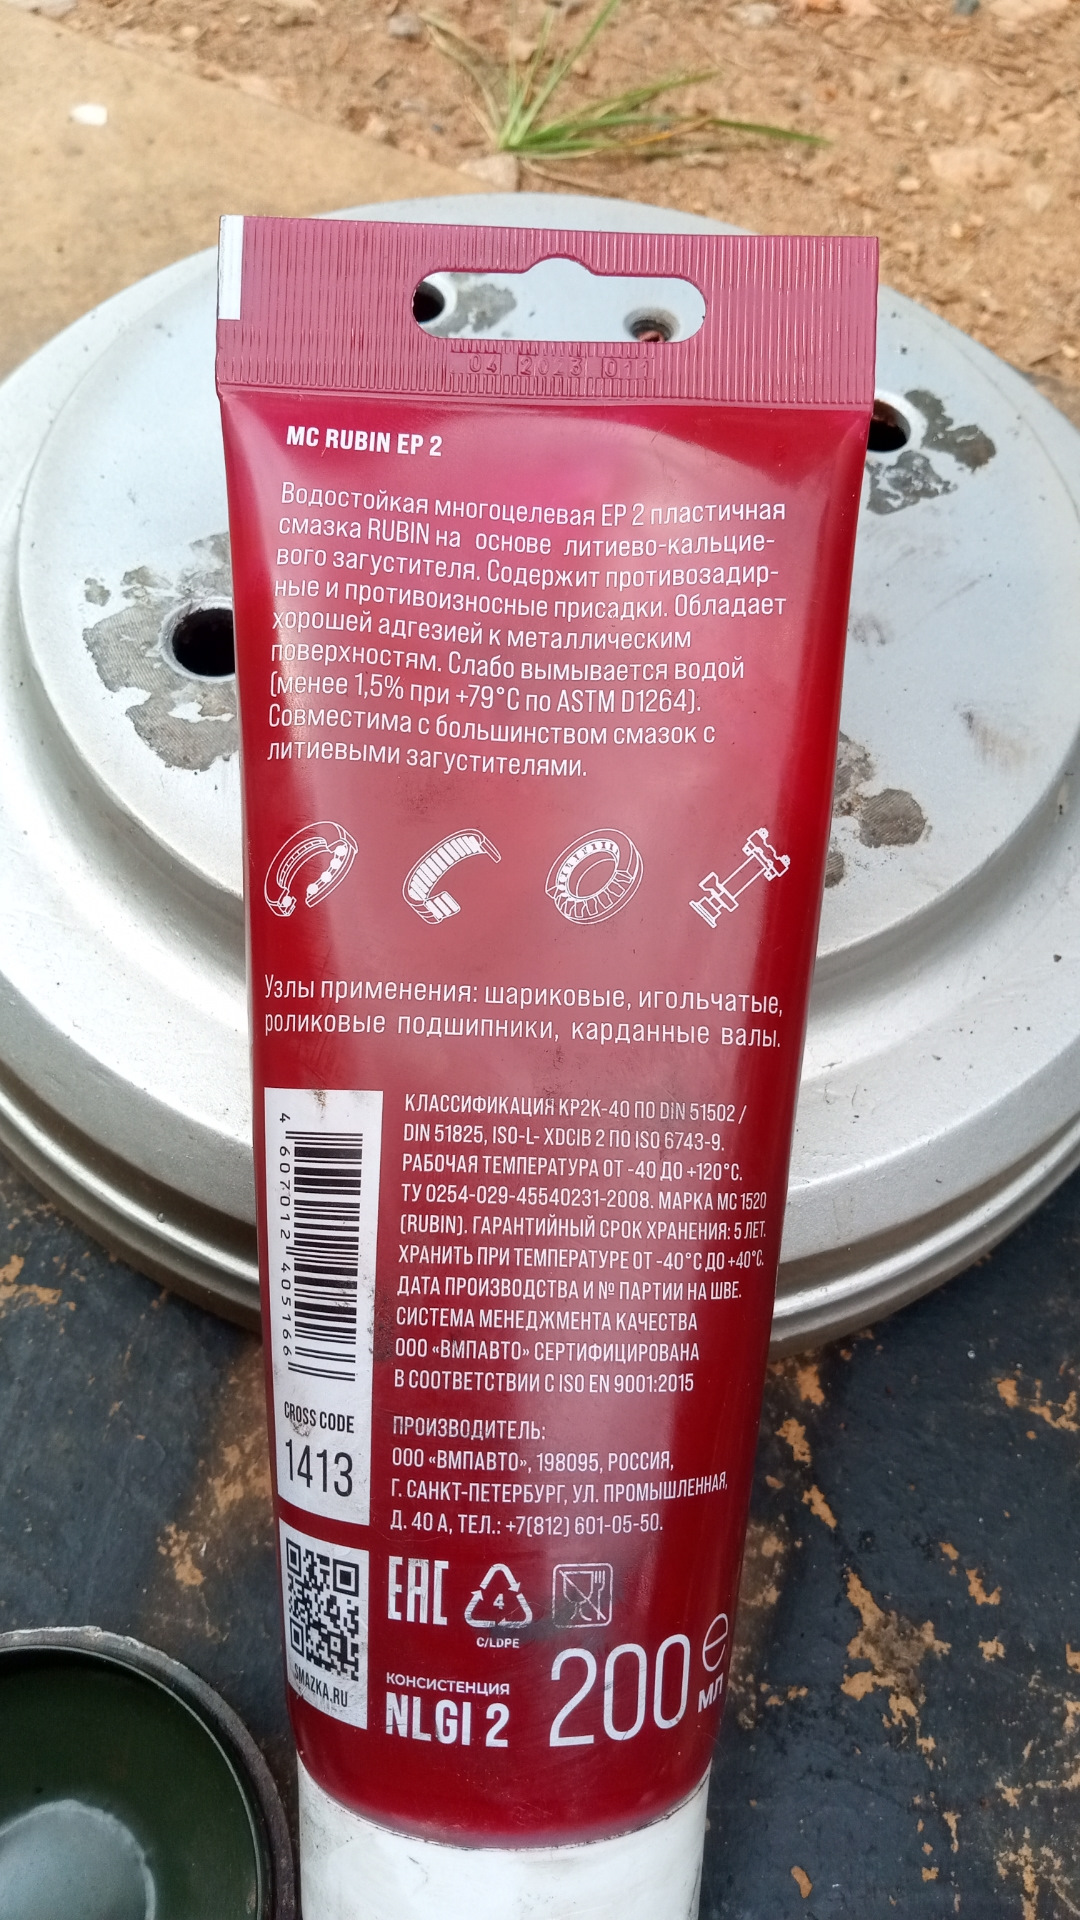 04 2023 011
MC RUBIN EP 2
Водостойкая многоцелевая EP 2 пластичная
смазка RUBIN на основе литиево-кальцие-
вого загустителя. Содержит противозадир-
ные и противоизносные присадки. Обладает
хорошей адгезией к металлическим
поверхностям. Слабо вымывается водой
(менее 1,5% при +79°С по ASTM D1264).
Совместима с большинством смазок с
литиевыми загустителями.
Узлы применения: шариковые, игольчатые,
роликовые подшипники, карданные валы.
КЛАССИФИКАЦИЯ KP2K-40 ПО DIN 51502 /
DIN 51825, ISO-L- XDCIB 2 ПО ISO 6743-9.
РАБОЧАЯ ТЕМПЕРАТУРА ОТ -40 ДО +120°С.
ТУ 0254-029-45540231-2008. МАРКА МС 1520
(RUBIN). ГАРАНТИЙНЫЙ СРОК ХРАНЕНИЯ: 5 ЛЕТ.
ХРАНИТЬ ПРИ ТЕМПЕРАТУРЕ ОТ -40°С ДО +40°С.
ДАТА ПРОИЗВОДСТВА И № ПАРТИИ НА ШВЕ.
СИСТЕМА МЕНЕДЖМЕНТА КАЧЕСТВА
ООО «ВМПАВТО» СЕРТИФИЦИРОВАНА
В СООТВЕТСТВИИ С ISO EN 9001:2015
ПРОИЗВОДИТЕЛЬ:
ООО «ВМПАВТО», 198095, РОССИЯ,
Г. САНКТ-ПЕТЕРБУРГ, УЛ. ПРОМЫШЛЕННАЯ,
Д. 40 А, ТЕЛ.: +7(812) 601-05-50.
4 607012 405166
CROSS CODE
1413
SMAZKA.RU
EAC
4
C/LDPE
КОНСИСТЕНЦИЯ
NLGI 2
200 МЛ ℮